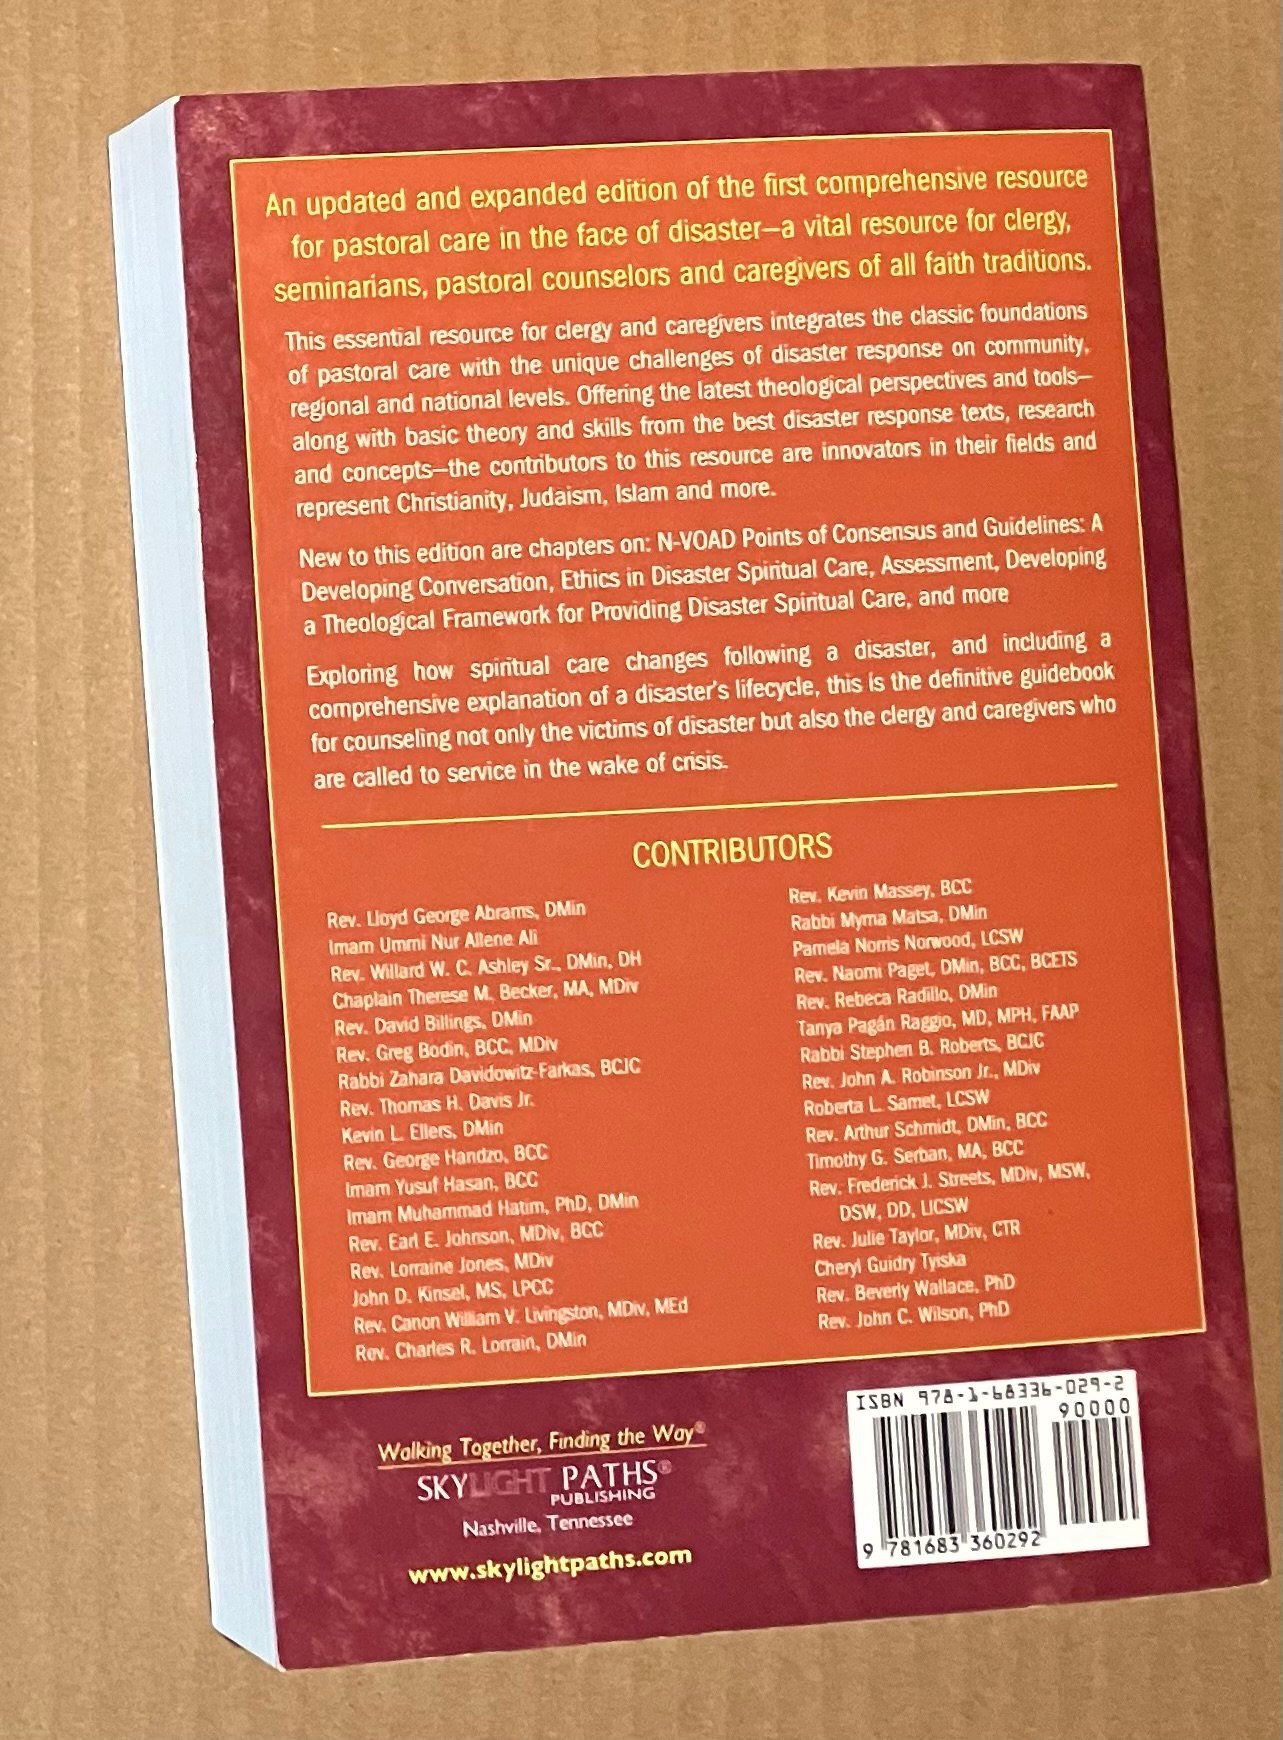 An updated and expanded edition of the first comprehensive resource
for pastoral care in the face of disaster—a vital resource for clergy,
seminarians, pastoral counselors and caregivers of all faith traditions.
This essential resource for clergy and caregivers integrates the classic foundations
of pastoral care with the unique challenges of disaster response on community,
regional and national levels. Offering the latest theological perspectives and tools—
along with basic theory and skills from the best disaster response texts, research
and concepts—the contributors to this resource are innovators in their fields and
represent Christianity, Judaism, Islam and more.
New to this edition are chapters on: N-VOAD Points of Consensus and Guidelines: A
Developing Conversation, Ethics in Disaster Spiritual Care, Assessment, Developing
a Theological Framework for Providing Disaster Spiritual Care, and more
Exploring how spiritual care changes following a disaster, and including a
comprehensive explanation of a disaster's lifecycle, this is the definitive guidebook
for counseling not only the victims of disaster but also the clergy and caregivers who
are called to service in the wake of crisis.
CONTRIBUTORS
Rev. Lloyd George Abrams, DMin
Imam Ummi Nur Allene Ali
Rev. Willard W. C. Ashley Sr., DMin, DH
Chaplain Therese M. Becker, MA, MDiv
Rev. David Billings, DMin
Rev. Greg Bodin, BCC, MDiv
Rabbi Zahara Davidowitz-Farkas, BCJC
Rev. Thomas H. Davis Jr.
Kevin L. Ellers, DMin
Rev. George Handzo, BCC
Imam Yusuf Hasan, BCC
Imam Muhammad Hatim, PhD, DMin
Rev. Earl E. Johnson, MDiv, BCC
Rev. Lorraine Jones, MDiv
John D. Kinsel, MS, LPCC
Rev. Canon William V. Livingston, MDiv, MEd
Rev. Charles R. Lorrain, DMin
Rev. Kevin Massey, BCC
Rabbi Myrna Matsa, DMin
Pamela Norris Norwood, LCSW
Rev. Naomi Paget, DMin, BCC, BCETS
Rev. Rebeca Radillo, DMin
Tanya Pagán Raggio, MD, MPH, FAAP
Rabbi Stephen B. Roberts, BCJC
Rev. John A. Robinson Jr., MDiv
Roberta L. Samet, LCSW
Rev. Arthur Schmidt, DMin, BCC
Timothy G. Serban, MA, BCC
Rev. Frederick J. Streets, MDiv, MSW,
DSW, DD, LICSW
Rev. Julie Taylor, MDiv, CTR
Cheryl Guidry Tyiska
Rev. Beverly Wallace, PhD
Rev. John C. Wilson, PhD
Walking Together, Finding the Way®
SKYLIGHT PATHS®
PUBLISHING
Nashville, Tennessee
www.skylightpaths.com
ISBN 978-1-68336-029-2
90000
9 781683 360292